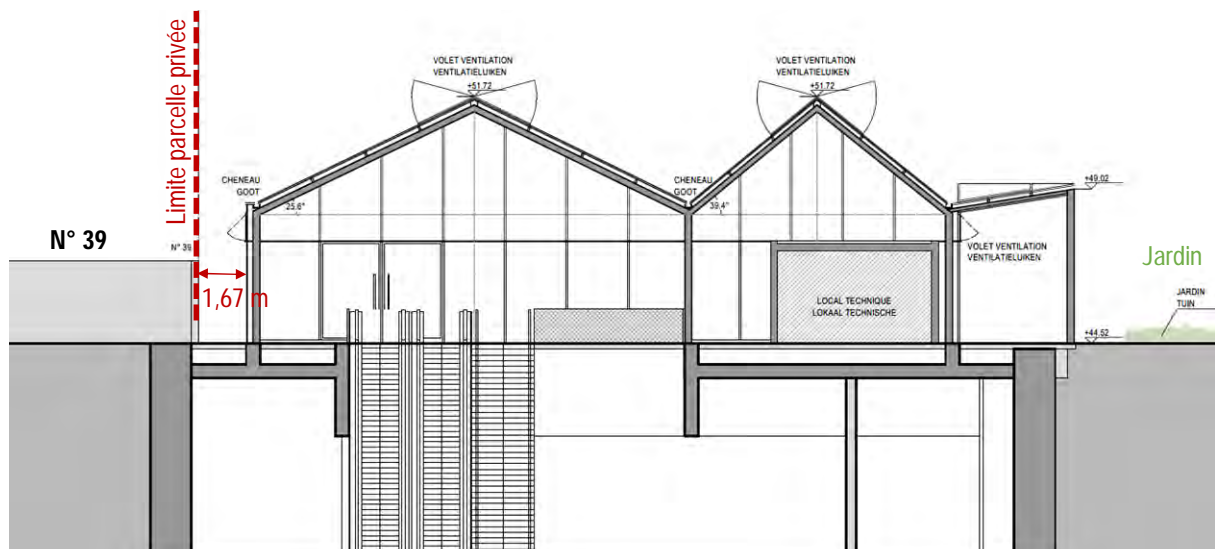 Limite parcelle privée
VOLET VENTILATION
VENTILATIELUIKEN
+51.72
VOLET VENTILATION
VENTILATIELUIKEN
+51.72
CHENEAU
GOOT
25.6°
CHENEAU
GOOT
39.4°
+49.02
N° 39
N° 39
1,67 m
VOLET VENTILATION
VENTILATIELUIKEN
Jardin
LOCAL TECHNIQUE
LOKAAL TECHNISCHE
JARDIN
TUIN
+44.52